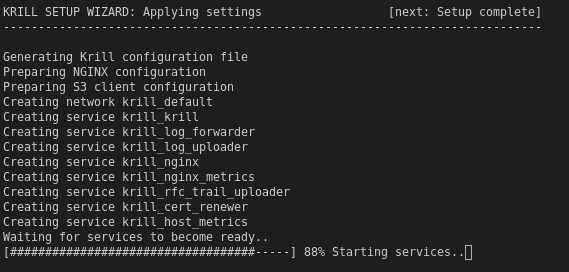 KRILL SETUP WIZARD: Applying settings [next: Setup complete]
-----------------------------------------------------------------------------
Generating Krill configuration file
Preparing NGINX configuration
Preparing S3 client configuration
Creating network krill_default
Creating service krill_krill
Creating service krill_log_forwarder
Creating service krill_log_uploader
Creating service krill_nginx
Creating service krill_nginx_metrics
Creating service krill_rfc_trail_uploader
Creating service krill_cert_renewer
Creating service krill_host_metrics
Waiting for services to become ready..
[###################################-----] 88% Starting services..